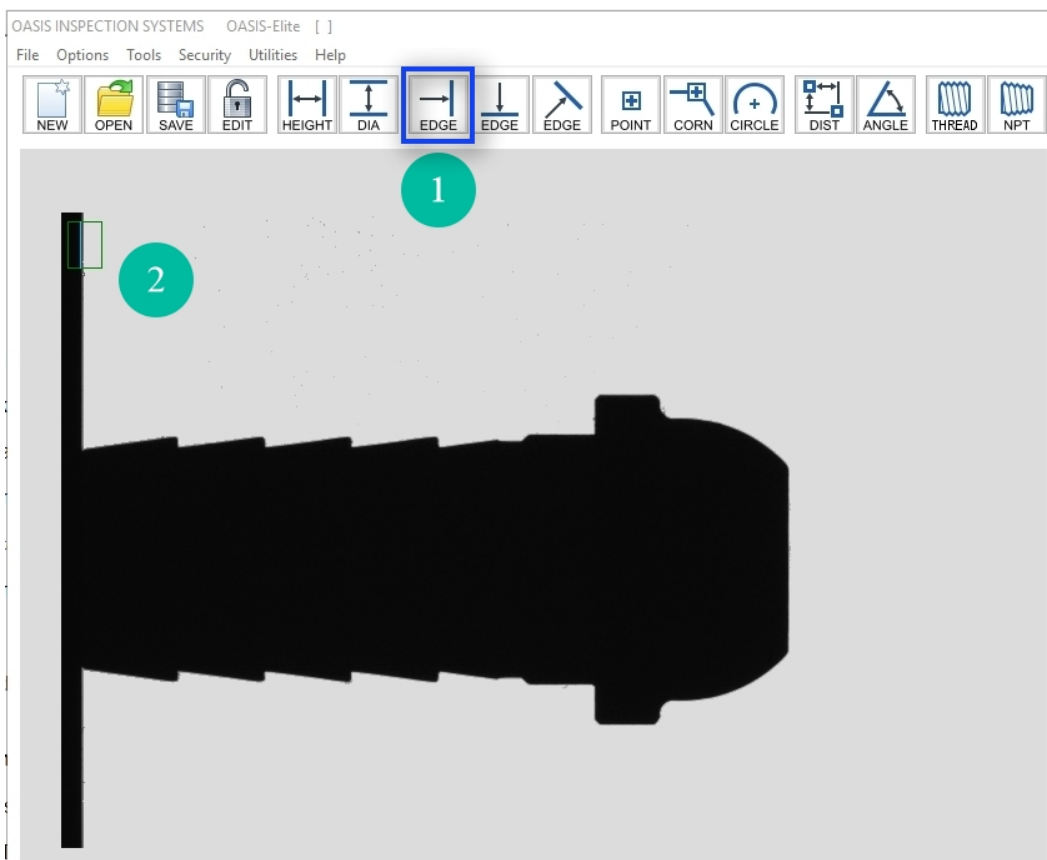 OASIS INSPECTION SYSTEMS OASIS-Elite [ ]
File Options Tools Security Utilities Help
NEW OPEN SAVE EDIT HEIGHT DIA EDGE EDGE EDGE POINT CORN CIRCLE DIST ANGLE THREAD NPT
1
2